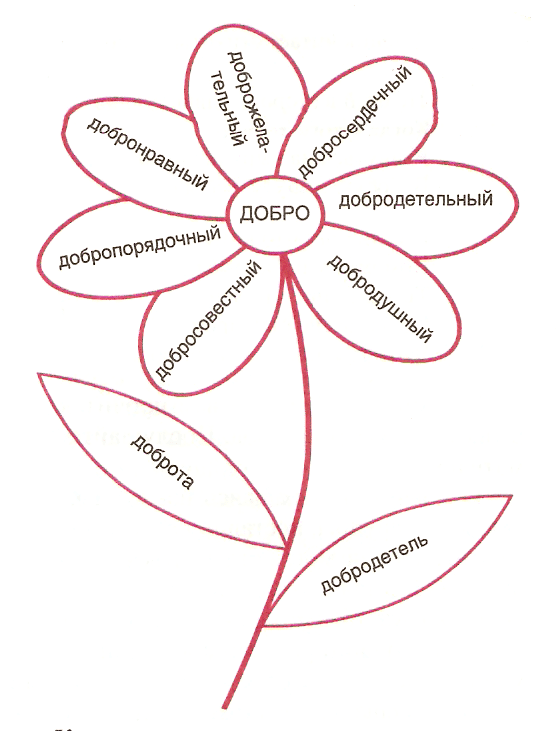 доброжела-
тельный
добросердечный
добронравный
добродетельный
ДОБРО
добропорядочный
добродушный
добросовестный
доброта
добродетель